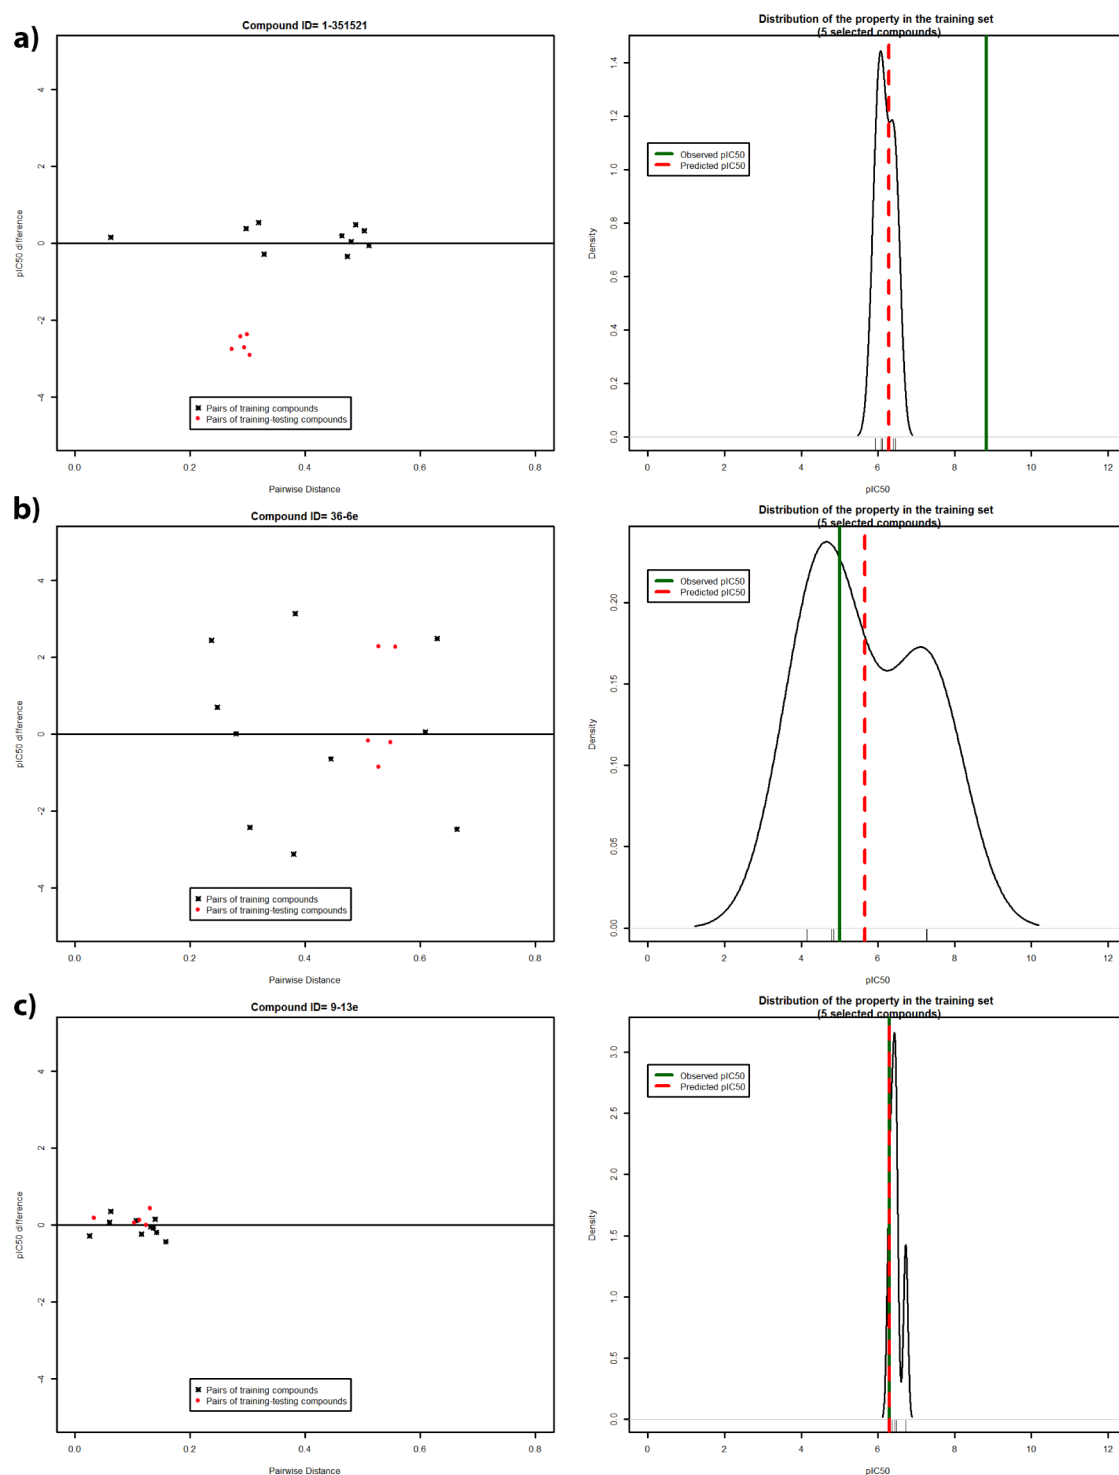 a)
Compound ID= 1-351521
pIC50 difference
4
2
0
-2
-4
Pairs of training compounds
Pairs of training-testing compounds
0.0 0.2 0.4 0.6 0.8
Pairwise Distance
Distribution of the property in the training set
(5 selected compounds)
Density
1.4
1.2
1.0
0.8
0.6
0.4
0.2
0.0
Observed pIC50
Predicted pIC50
0 2 4 6 8 10 12
pIC50
b)
Compound ID= 36-6e
pIC50 difference
4
2
0
-2
-4
Pairs of training compounds
Pairs of training-testing compounds
0.0 0.2 0.4 0.6 0.8
Pairwise Distance
Distribution of the property in the training set
(5 selected compounds)
Density
0.20
0.15
0.10
0.05
0.00
Observed pIC50
Predicted pIC50
0 2 4 6 8 10 12
pIC50
c)
Compound ID= 9-13e
pIC50 difference
4
2
0
-2
-4
Pairs of training compounds
Pairs of training-testing compounds
0.0 0.2 0.4 0.6 0.8
Pairwise Distance
Distribution of the property in the training set
(5 selected compounds)
Density
3.0
2.5
2.0
1.5
1.0
0.5
0.0
Observed pIC50
Predicted pIC50
0 2 4 6 8 10 12
pIC50